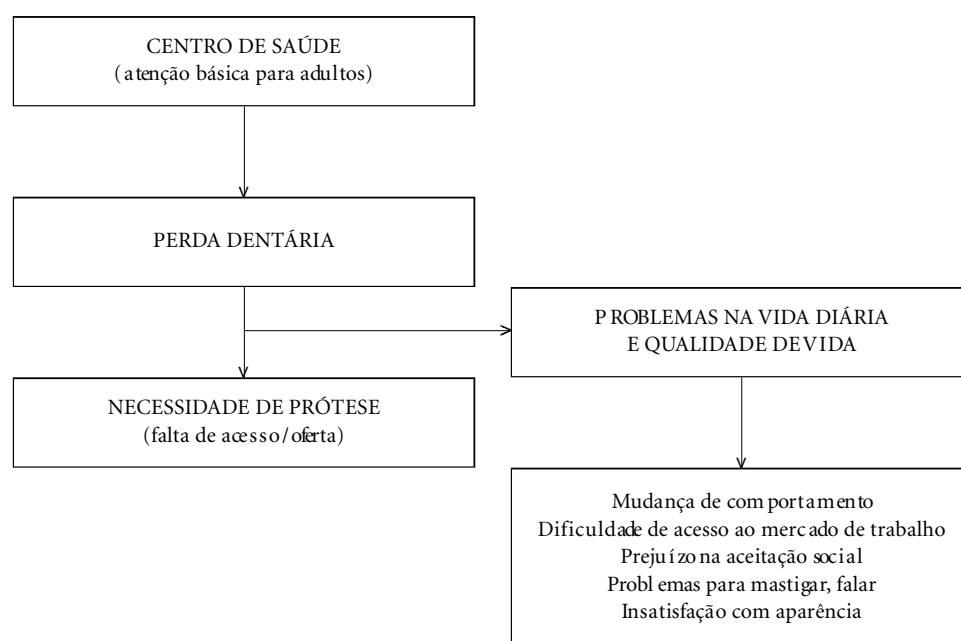 CENTRO DE SAÚDE
(atenção básica para adultos)
PERDA DENTÁRIA
PROBLEMAS NA VIDA DIÁRIA
E QUALIDADE DE VIDA
NECESSIDADE DE PRÓTESE
(falta de acesso/oferta)
Mudança de comportamento
Dificuldade de acesso ao mercado de trabalho
Prejuízo na aceitação social
Problemas para mastigar, falar
Insatisfação com aparência